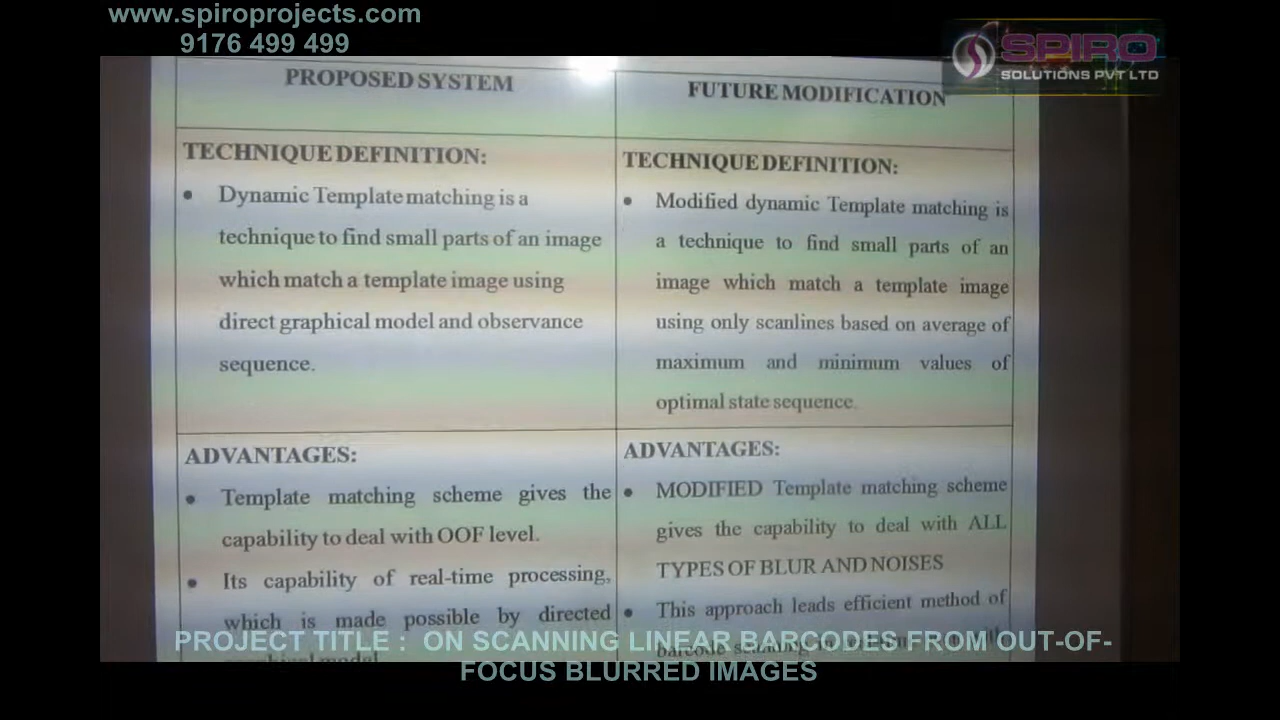 www.spiroprojects.com
9176 499 499
SPIRO
SOLUTIONS PVT LTD
PROPOSED SYSTEM
TECHNIQUE DEFINITION:
• Dynamic Template matching is a
technique to find small parts of an image
which match a template image using
direct graphical model and observance
sequence.
ADVANTAGES:
• Template matching scheme gives the
capability to deal with OOF level.
• Its capability of real-time processing,
which is made possible by directed
FUTURE MODIFICATION
TECHNIQUE DEFINITION:
• Modified dynamic Template matching is
a technique to find small parts of an
image which match a template image
using only scanlines based on average of
maximum and minimum values of
optimal state sequence.
ADVANTAGES:
• MODIFIED Template matching scheme
gives the capability to deal with ALL
TYPES OF BLUR AND NOISES
• This approach leads efficient method of
barcode scanning
PROJECT TITLE : ON SCANNING LINEAR BARCODES FROM OUT-OF-
FOCUS BLURRED IMAGES